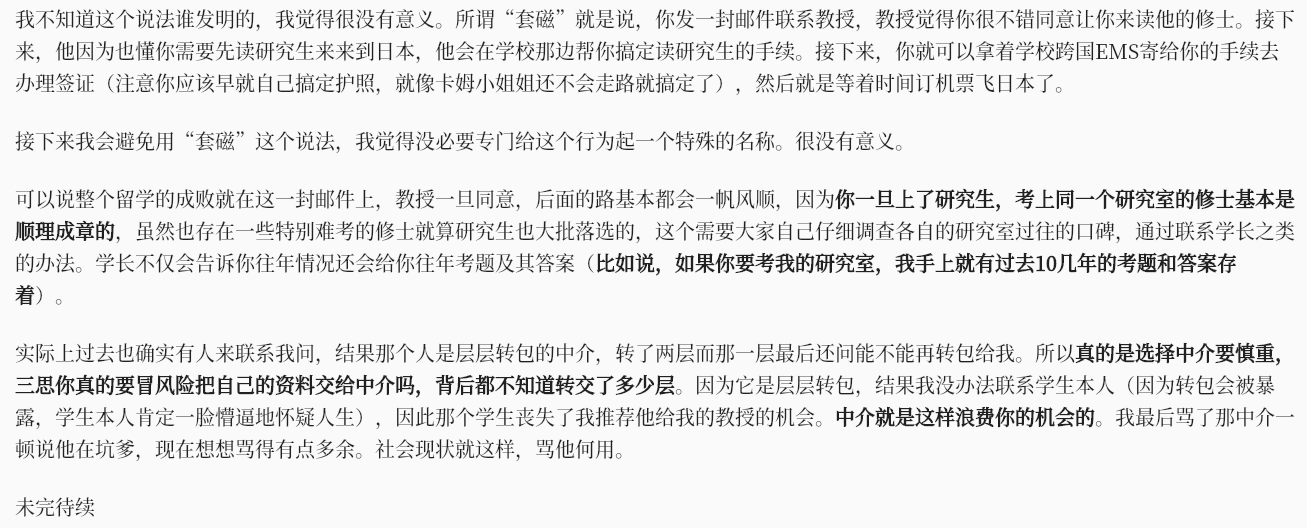 我不知道这个说法谁发明的，我觉得很没有意义。所谓“套磁”就是说，你发一封邮件联系教授，教授觉得你很不错同意让你来读他的修士。接下
来，他因为也懂你需要先读研究生来来到日本，他会在学校那边帮你搞定读研究生的手续。接下来，你就可以拿着学校跨国EMS寄给你的手续去
办理签证（注意你应该早就自己搞定护照，就像卡姆小姐姐还不会走路就搞定了），然后就是等着时间订机票飞日本了。
接下来我会避免用“套磁”这个说法，我觉得没必要专门给这个行为起一个特殊的名称。很没有意义。
可以说整个留学的成败就在这一封邮件上，教授一旦同意，后面的路基本都会一帆风顺，因为你一旦上了研究生，考上同一个研究室的修士基本是
顺理成章的，虽然也存在一些特别难考的修士就算研究生也大批落选的，这个需要大家自己仔细调查各自的研究室过往的口碑，通过联系学长之类
的办法。学长不仅会告诉你往年情况还会给你往年考题及其答案（比如说，如果你要考我的研究室，我手上就有过去10几年的考题和答案存
着）。
实际上过去也确实有人来联系我问，结果那个人是层层转包的中介，转了两层而那一层最后还问能不能再转包给我。所以真的是选择中介要慎重，
三思你真的要冒风险把自己的资料交给中介吗，背后都不知道转交了多少层。因为它是层层转包，结果我没办法联系学生本人（因为转包会被暴
露，学生本人肯定一脸懵逼地怀疑人生），因此那个学生丧失了我推荐他给我的教授的机会。中介就是这样浪费你的机会的。我最后骂了那中介一
顿说他在坑爹，现在想想骂得有点多余。社会现状就这样，骂他何用。
未完待续